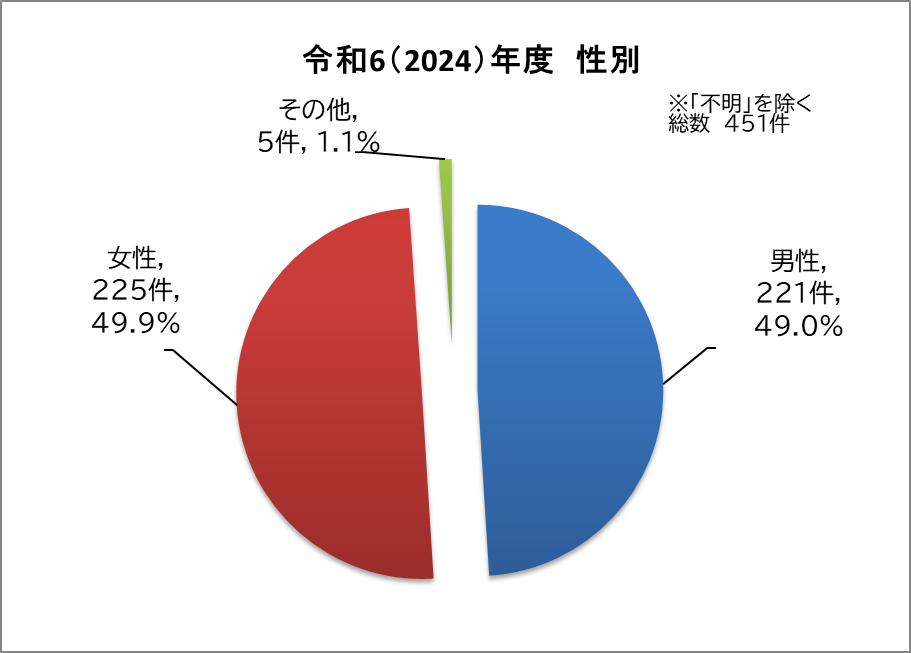 令和6(2024)年度　性別
※「不明」を除く
総数　451件
その他,
5件, 1.1%
女性,
225件,
49.9%
男性,
221件,
49.0%